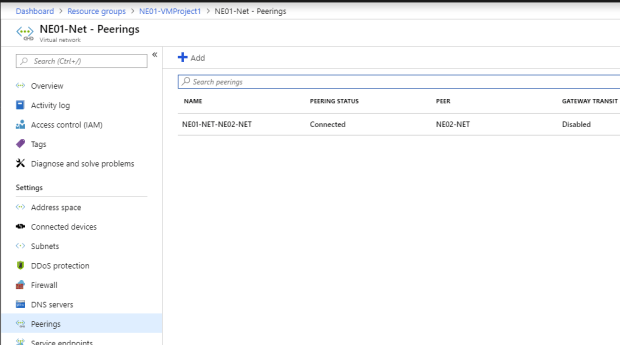 Dashboard > Resource groups > NE01-VMProject1 > NE01-Net - Peerings
NE01-Net - Peerings
Virtual network
Search (Ctrl+/)
«
Overview
Activity log
Access control (IAM)
Tags
Diagnose and solve problems
Settings
Address space
Connected devices
Subnets
DDoS protection
Firewall
DNS servers
Peerings
Service endpoints
Add
Search peerings
NAME PEERING STATUS PEER GATEWAY TRANSIT
NE01-NET-NE02-NET Connected NE02-NET Disabled